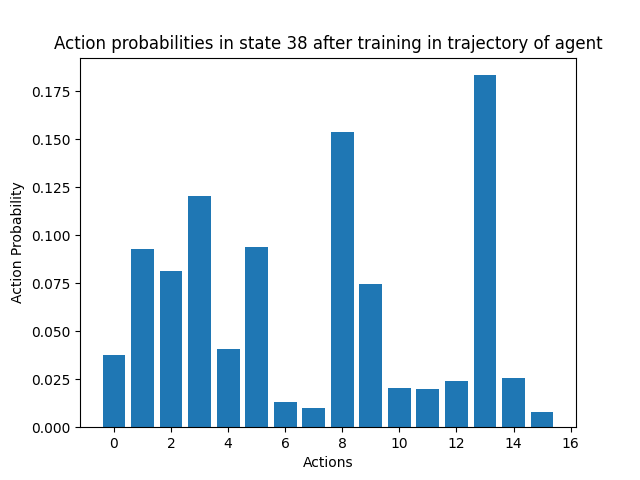 Action probabilities in state 38 after training in trajectory of agent
0.175
0.150
0.125
0.100
0.075
0.050
0.025
0.000
Action Probability
0 2 4 6 8 10 12 14 16
Actions